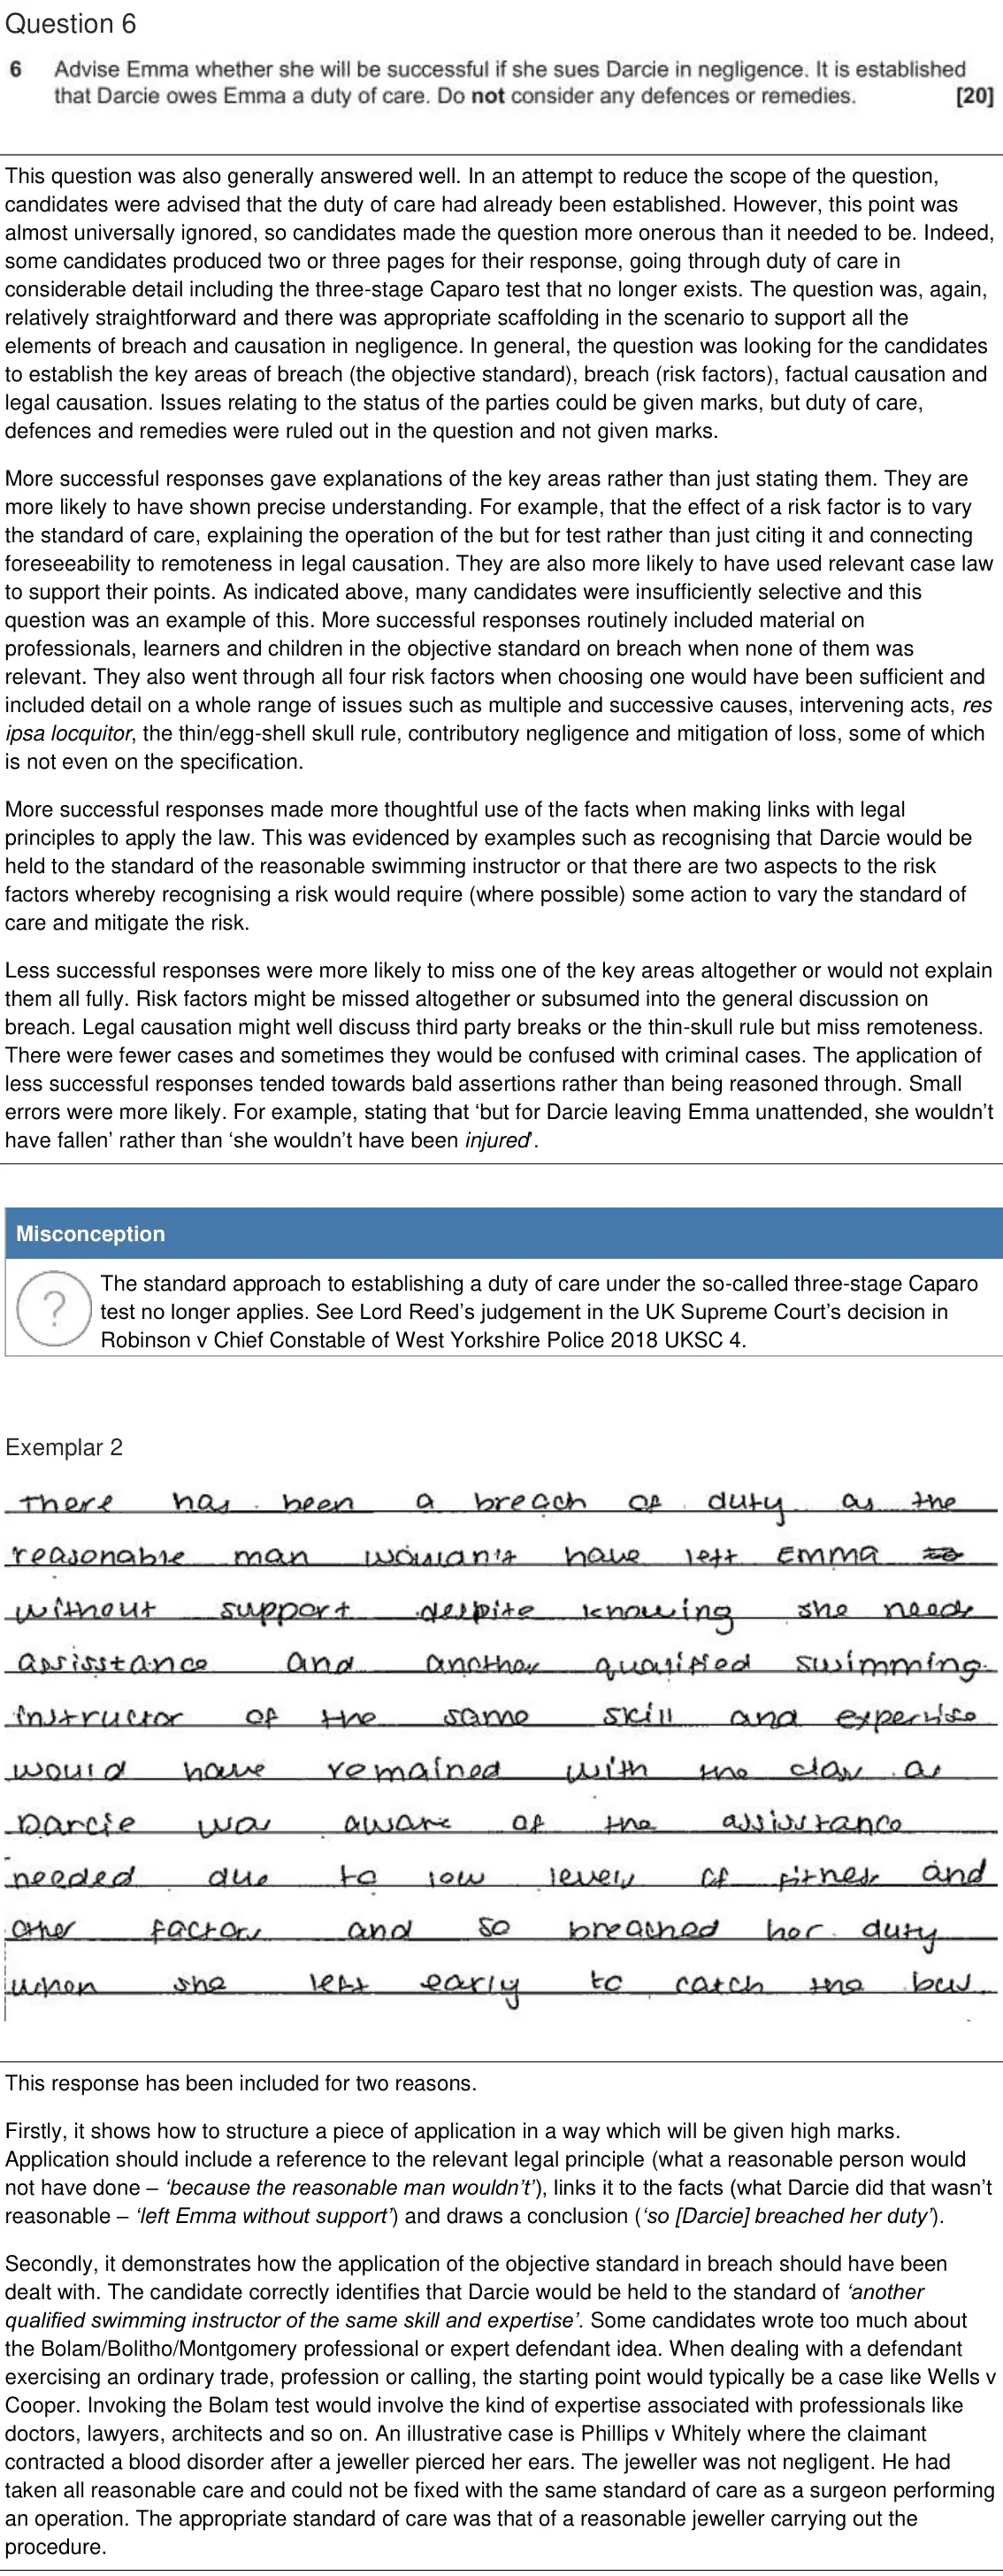 Question 6
6 Advise Emma whether she will be successful if she sues Darcie in negligence. It is established
that Darcie owes Emma a duty of care. Do not consider any defences or remedies. [20]
This question was also generally answered well. In an attempt to reduce the scope of the question,
candidates were advised that the duty of care had already been established. However, this point was
almost universally ignored, so candidates made the question more onerous than it needed to be. Indeed,
some candidates produced two or three pages for their response, going through duty of care in
considerable detail including the three-stage Caparo test that no longer exists. The question was, again,
relatively straightforward and there was appropriate scaffolding in the scenario to support all the
elements of breach and causation in negligence. In general, the question was looking for the candidates
to establish the key areas of breach (the objective standard), breach (risk factors), factual causation and
legal causation. Issues relating to the status of the parties could be given marks, but duty of care,
defences and remedies were ruled out in the question and not given marks.
More successful responses gave explanations of the key areas rather than just stating them. They are
more likely to have shown precise understanding. For example, that the effect of a risk factor is to vary
the standard of care, explaining the operation of the but for test rather than just citing it and connecting
foreseeability to remoteness in legal causation. They are also more likely to have used relevant case law
to support their points. As indicated above, many candidates were insufficiently selective and this
question was an example of this. More successful responses routinely included material on
professionals, learners and children in the objective standard on breach when none of them was
relevant. They also went through all four risk factors when choosing one would have been sufficient and
included detail on a whole range of issues such as multiple and successive causes, intervening acts, res
ipsa locquitor, the thin/egg-shell skull rule, contributory negligence and mitigation of loss, some of which
is not even on the specification.
More successful responses made more thoughtful use of the facts when making links with legal
principles to apply the law. This was evidenced by examples such as recognising that Darcie would be
held to the standard of the reasonable swimming instructor or that there are two aspects to the risk
factors whereby recognising a risk would require (where possible) some action to vary the standard of
care and mitigate the risk.
Less successful responses were more likely to miss one of the key areas altogether or would not explain
them all fully. Risk factors might be missed altogether or subsumed into the general discussion on
breach. Legal causation might well discuss third party breaks or the thin-skull rule but miss remoteness.
There were fewer cases and sometimes they would be confused with criminal cases. The application of
less successful responses tended towards bald assertions rather than being reasoned through. Small
errors were more likely. For example, stating that ‘but for Darcie leaving Emma unattended, she wouldn’t
have fallen’ rather than ‘she wouldn’t have been injured’.
Misconception
?
The standard approach to establishing a duty of care under the so-called three-stage Caparo
test no longer applies. See Lord Reed’s judgement in the UK Supreme Court’s decision in
Robinson v Chief Constable of West Yorkshire Police 2018 UKSC 4.
Exemplar 2
There has been a breach of duty as the
reasonable man wouldn't have left Emma
without support despite knowing she needs
assisstance and another qualified swimming
instructor of the same skill and expertise
would have remained with the class as
Darcie was aware of the assisstance
needed due to low levels of fitness and
other factors and so breached her duty
when she left early to catch the bus.
This response has been included for two reasons.
Firstly, it shows how to structure a piece of application in a way which will be given high marks.
Application should include a reference to the relevant legal principle (what a reasonable person would
not have done – ‘because the reasonable man wouldn’t’), links it to the facts (what Darcie did that wasn’t
reasonable – ‘left Emma without support’) and draws a conclusion (‘so [Darcie] breached her duty’).
Secondly, it demonstrates how the application of the objective standard in breach should have been
dealt with. The candidate correctly identifies that Darcie would be held to the standard of ‘another
qualified swimming instructor of the same skill and expertise’. Some candidates wrote too much about
the Bolam/Bolitho/Montgomery professional or expert defendant idea. When dealing with a defendant
exercising an ordinary trade, profession or calling, the starting point would typically be a case like Wells v
Cooper. Invoking the Bolam test would involve the kind of expertise associated with professionals like
doctors, lawyers, architects and so on. An illustrative case is Phillips v Whitely where the claimant
contracted a blood disorder after a jeweller pierced her ears. The jeweller was not negligent. He had
taken all reasonable care and could not be fixed with the same standard of care as a surgeon performing
an operation. The appropriate standard of care was that of a reasonable jeweller carrying out the
procedure.